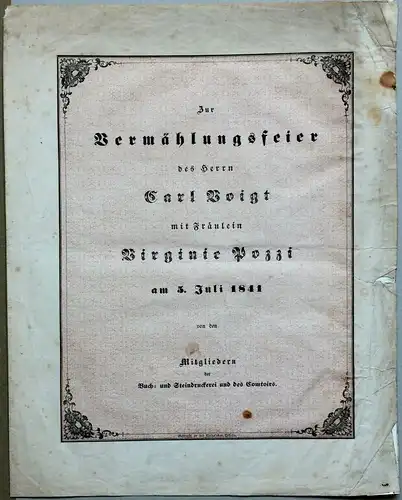 Zur
Vermählungsfeier
des Herrn
Carl Voigt
mit Fräulein
Virginie Pozzi
am 5. Juli 1841
von den
Mitgliedern
der
Buch- und Steindruckerei und des Comtoirs.